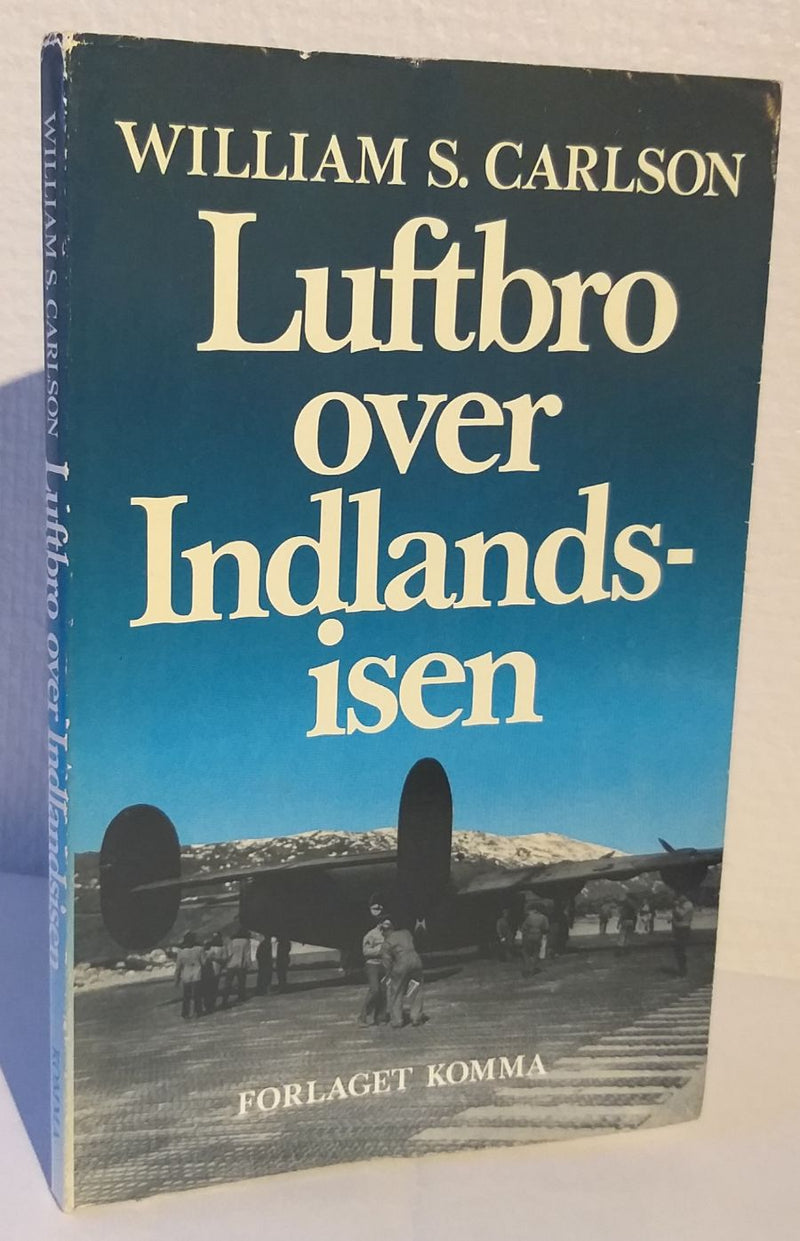 WILLIAM S. CARLSON
Luftbro
over
Indlands-
isen
FORLAGET KOMMA
WILLIAM S. CARLSON Luftbro over Indlandsisen KOMMA